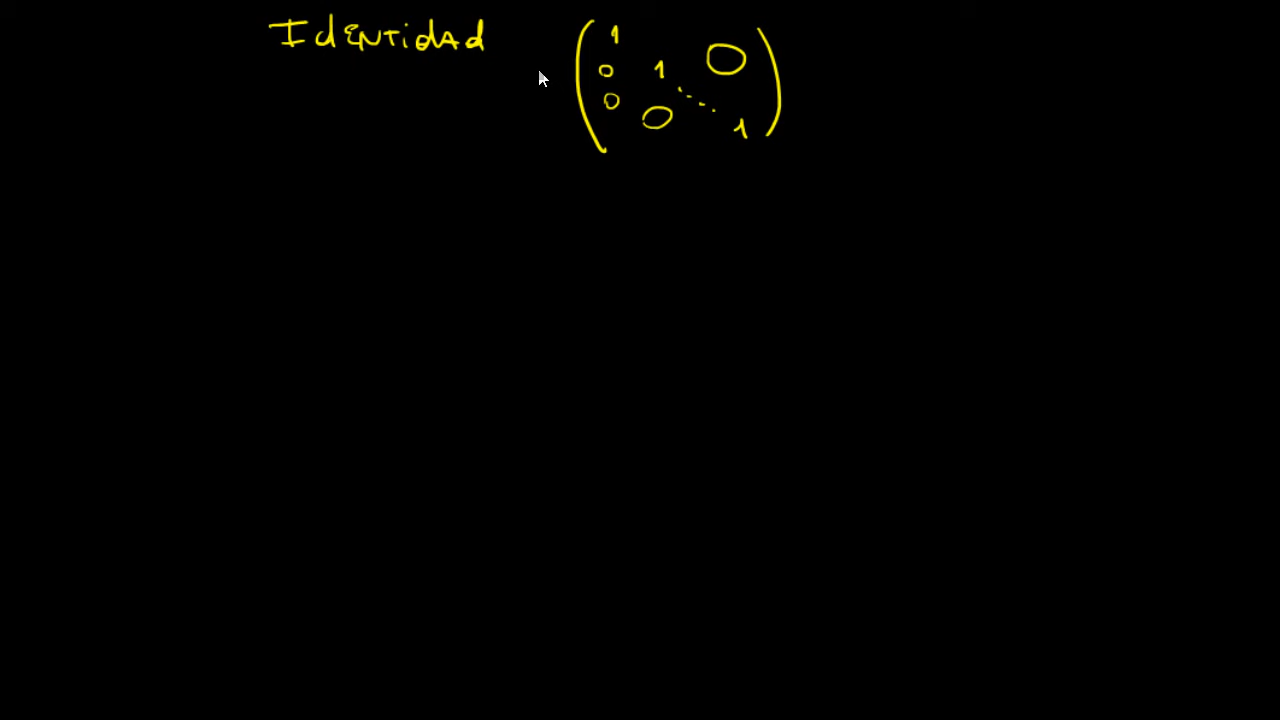 Identidad
1
0 1 0
0 0 .....
1